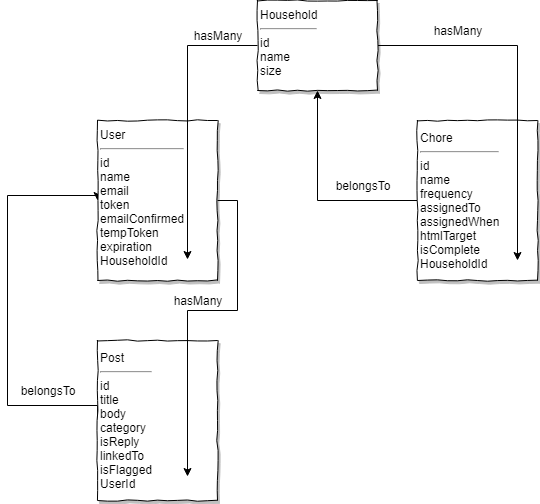 Household
id
name
size
hasMany
hasMany
User
id
name
email
token
emailConfirmed
tempToken
expiration
HouseholdId
belongsTo
Chore
id
name
frequency
assignedTo
assignedWhen
htmlTarget
isComplete
HouseholdId
hasMany
belongsTo
Post
id
title
body
category
isReply
linkedTo
isFlagged
UserId